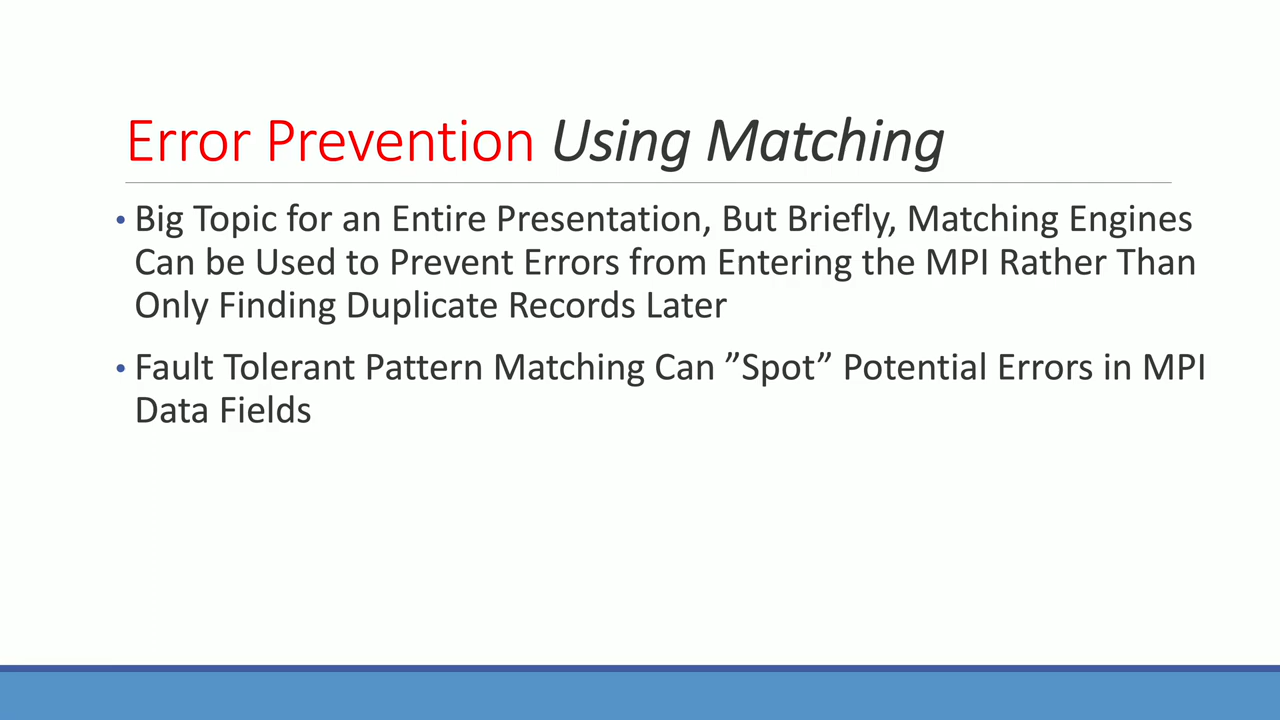 Error Prevention Using Matching
• Big Topic for an Entire Presentation, But Briefly, Matching Engines
Can be Used to Prevent Errors from Entering the MPI Rather Than
Only Finding Duplicate Records Later
• Fault Tolerant Pattern Matching Can ”Spot” Potential Errors in MPI
Data Fields